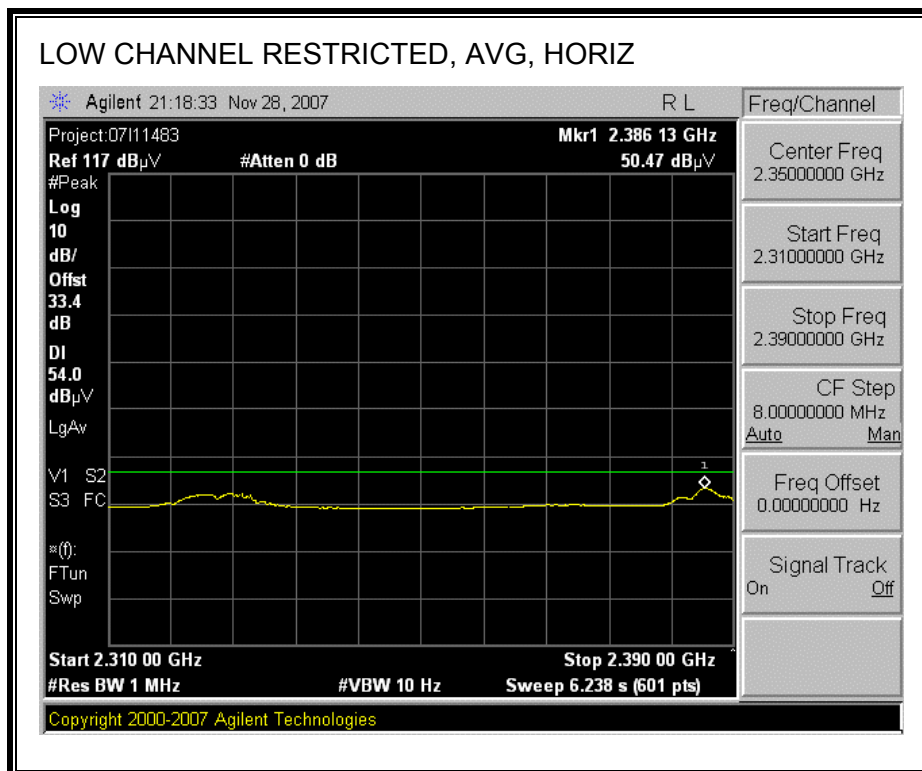 LOW CHANNEL RESTRICTED, AVG, HORIZ
Agilent 21:18:33 Nov 28, 2007 R L
Project:07I11483 Mkr1 2.386 13 GHz
Ref 117 dBµV #Atten 0 dB 50.47 dBµV
#Peak
Log
10
dB/
Offst
33.4
dB
DI
54.0
dBµV
LgAv
V1 S2
S3 FC
¤(f):
FTun
Swp
1
Start 2.310 00 GHz Stop 2.390 00 GHz
#Res BW 1 MHz #VBW 10 Hz Sweep 6.238 s (601 pts)
Copyright 2000-2007 Agilent Technologies
Freq/Channel
Center Freq
2.35000000 GHz
Start Freq
2.31000000 GHz
Stop Freq
2.39000000 GHz
CF Step
8.00000000 MHz
Auto Man
Freq Offset
0.00000000 Hz
Signal Track
On Off